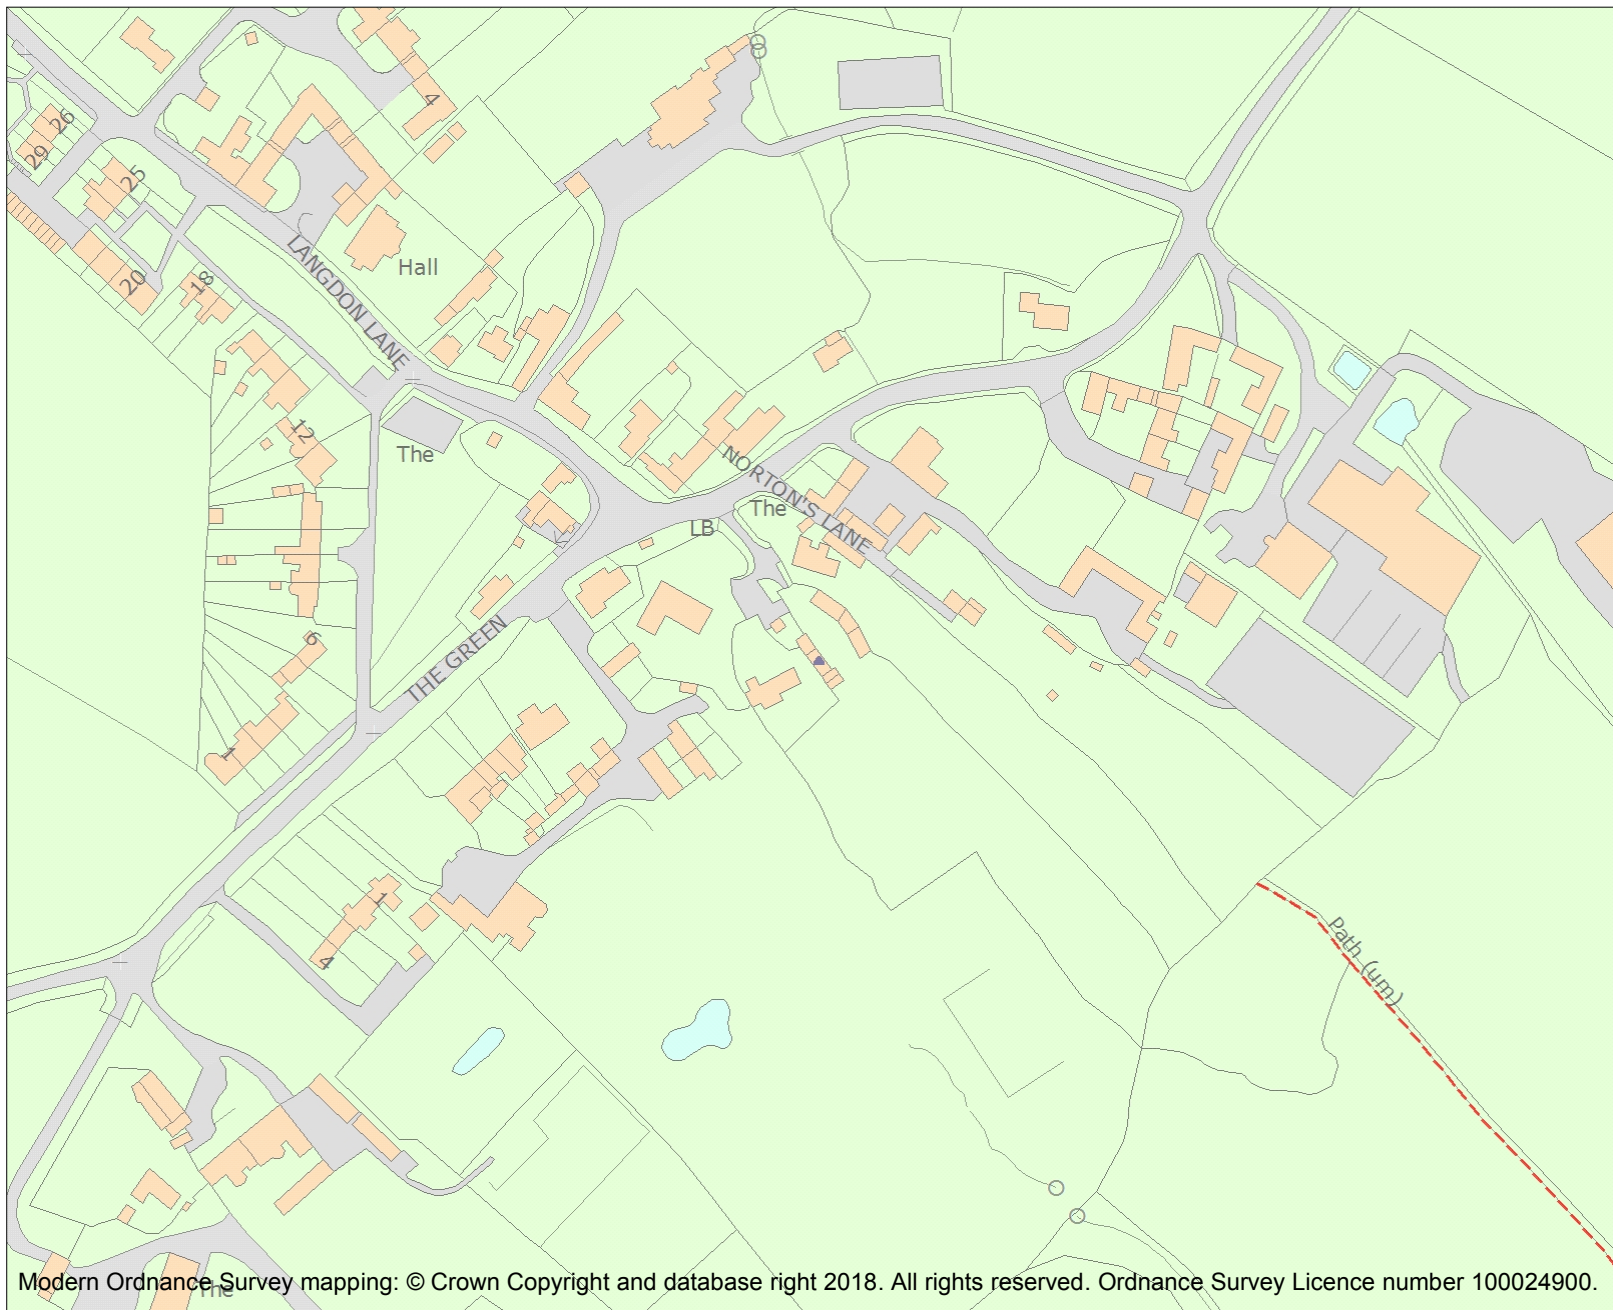 4
26
29
25
LANGDON LANE
Hall
20
18
12
The
NORTON'S LANE
The
LB
6
THE GREEN
1
1
4
Path (um)
The
Modern Ordnance Survey mapping: © Crown Copyright and database right 2018. All rights reserved. Ordnance Survey Licence number 100024900.